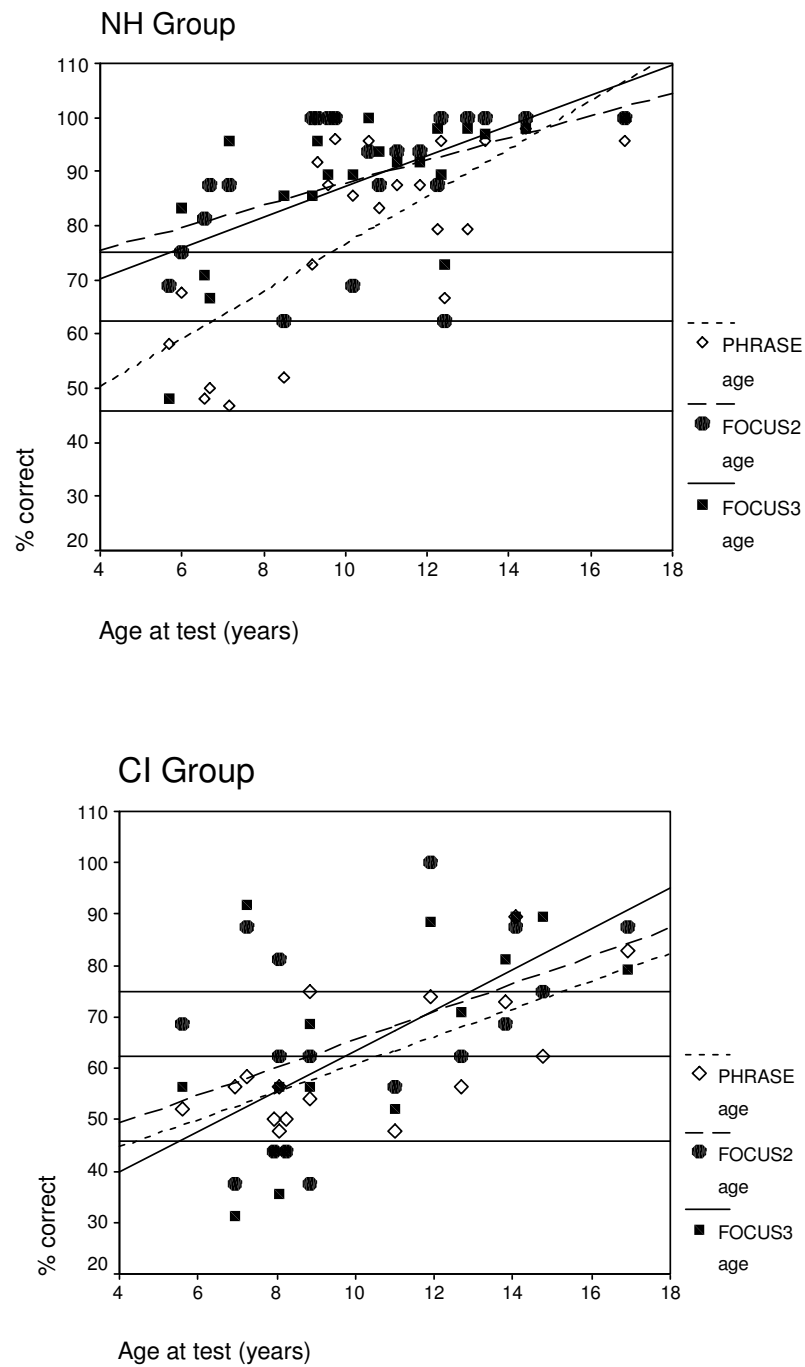 NH Group
110
100
90
80
70
60
50
40
30
20
% correct
4 6 8 10 12 14 16 18
Age at test (years)
PHRASE
age
FOCUS2
age
FOCUS3
age
CI Group
110
100
90
80
70
60
50
40
30
20
% correct
4 6 8 10 12 14 16 18
Age at test (years)
PHRASE
age
FOCUS2
age
FOCUS3
age